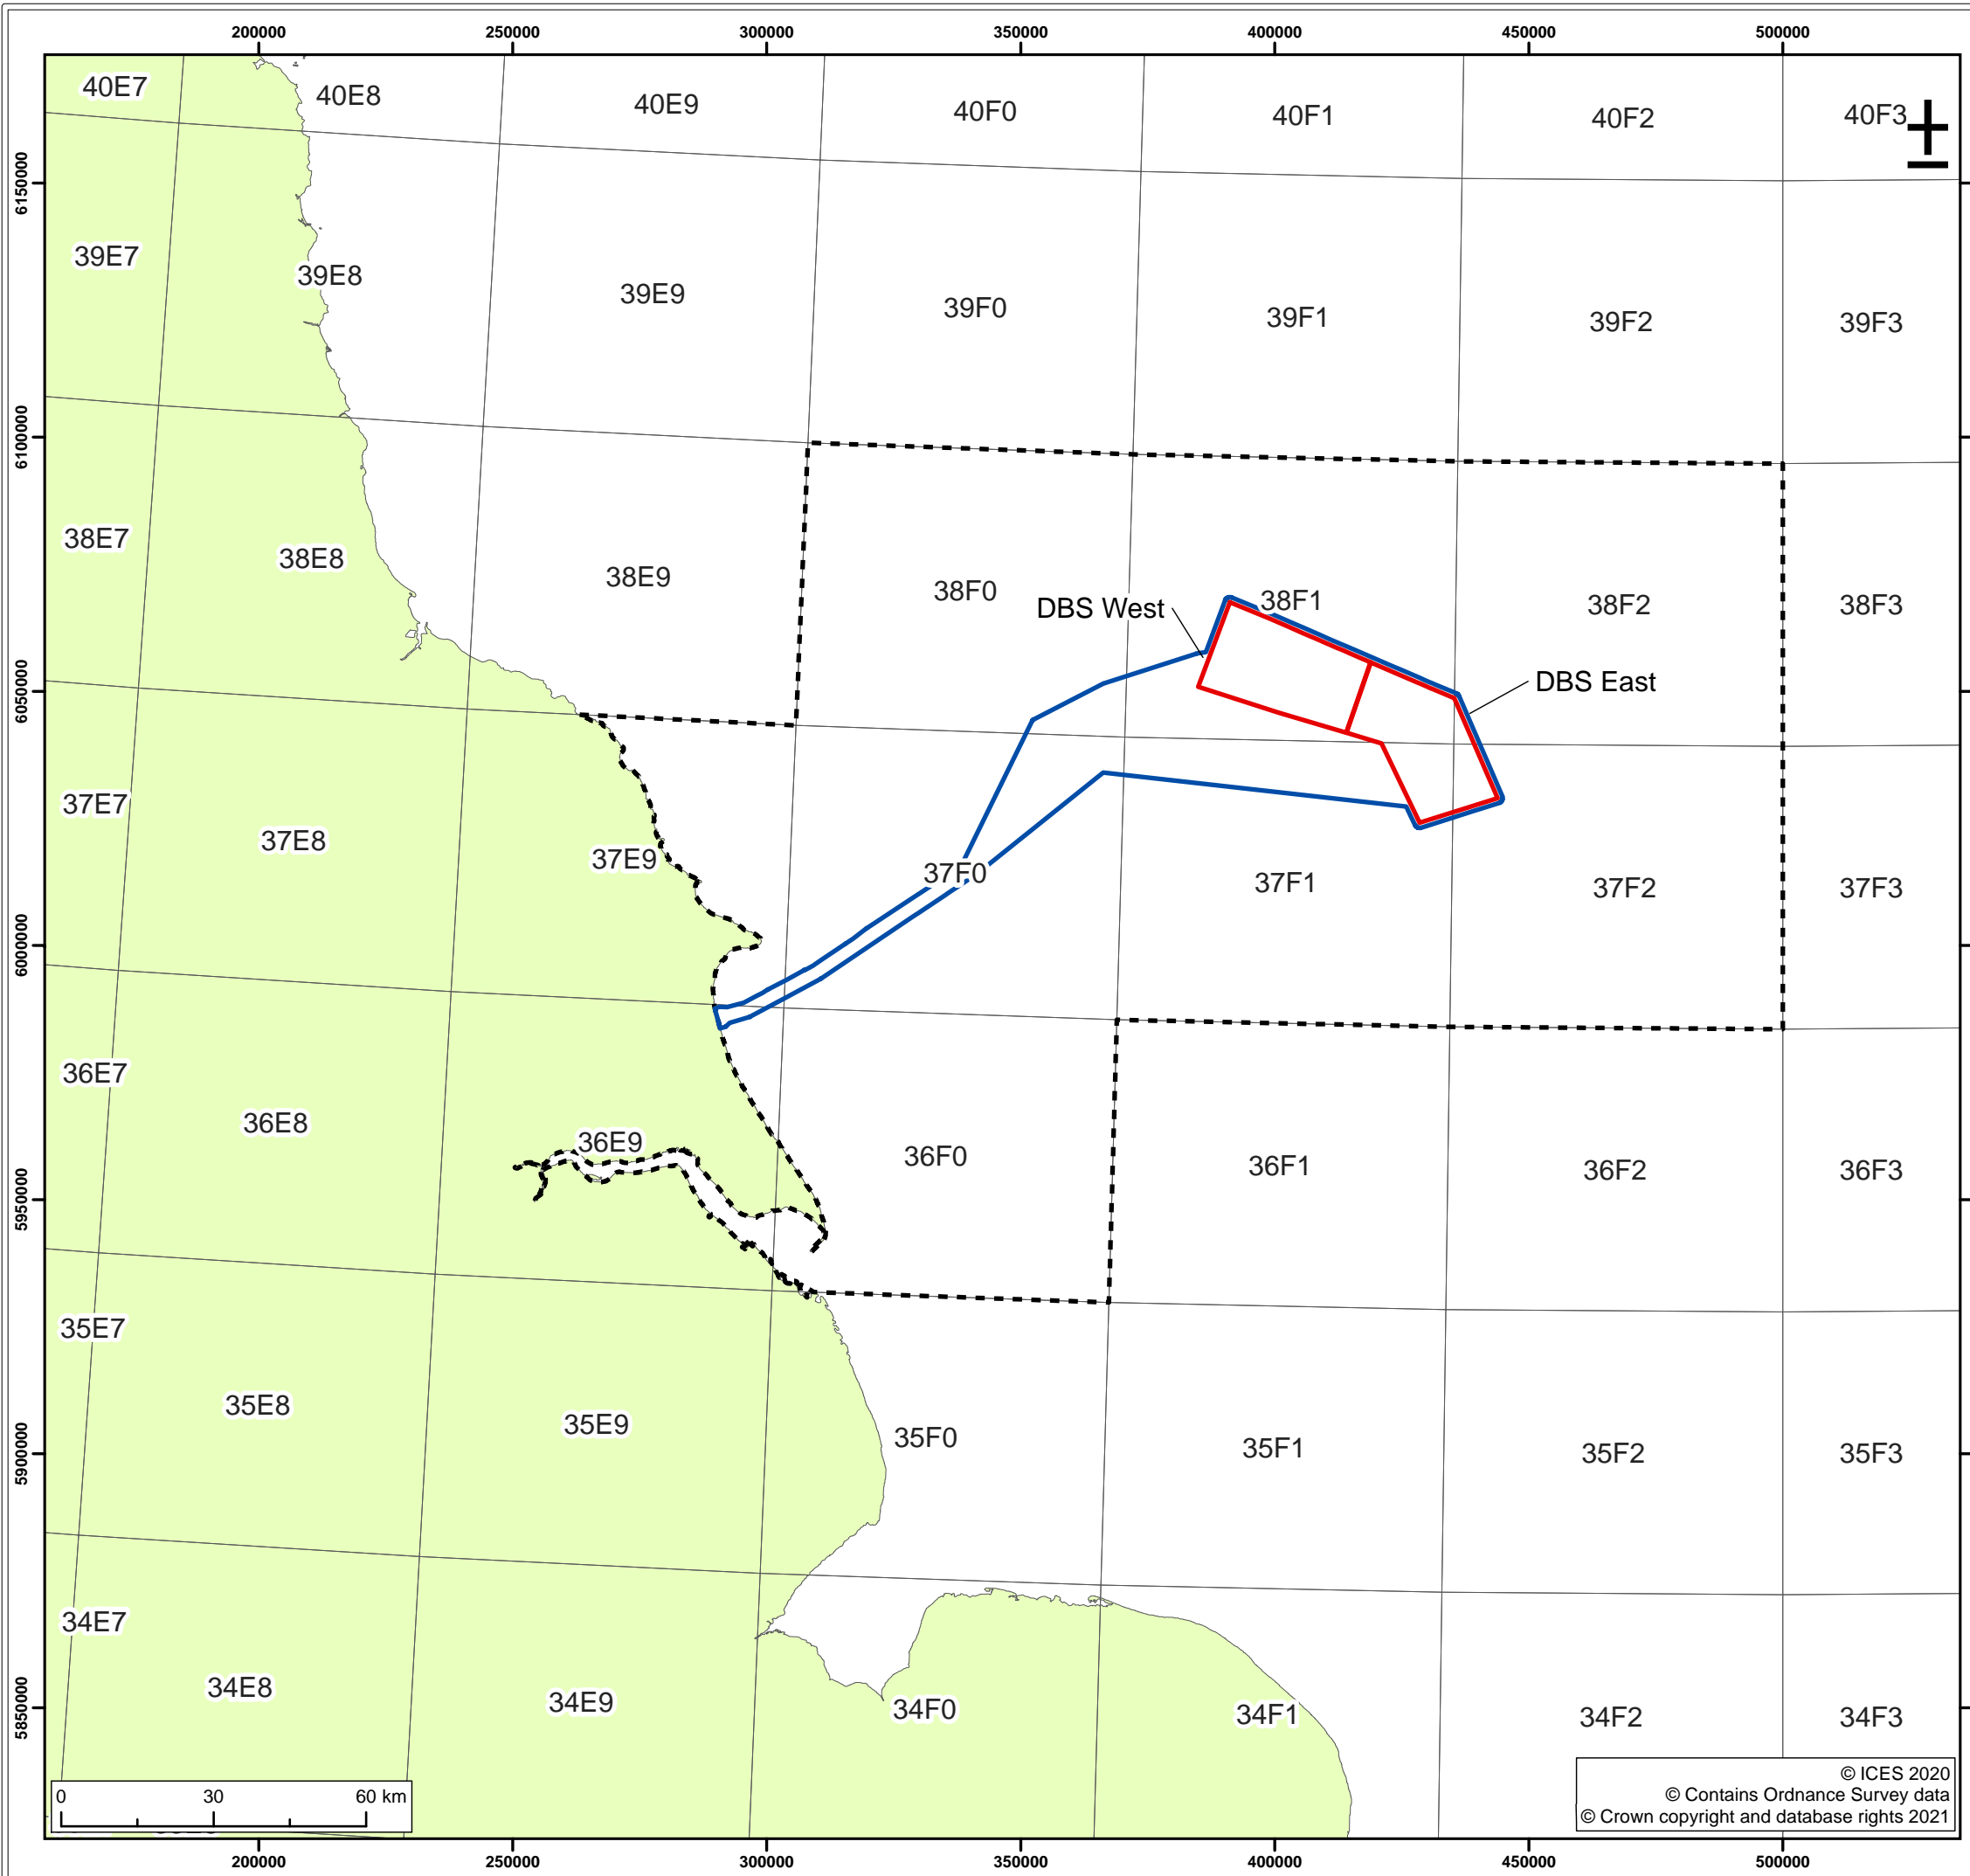 200000 250000 300000 350000 400000 450000 500000
40E7 40E8 40E9 40F0 40F1 40F2 40F3
6150000
39E7 39E8 39E9 39F0 39F1 39F2 39F3
6100000
38E7 38E8 38E9 38F0 38F1 38F2 38F3
DBS West
DBS East
6050000
37E7 37E8 37E9 37F0 37F1 37F2 37F3
6000000
36E7 36E8 36E9 36F0 36F1 36F2 36F3
5950000
35E7 35E8 35E9 35F0 35F1 35F2 35F3
5900000
34E7 34E8 34E9 34F0 34F1 34F2 34F3
5850000
0 30 60 km
© ICES 2020
© Contains Ordnance Survey data
© Crown copyright and database rights 2021
200000 250000 300000 350000 400000 450000 500000